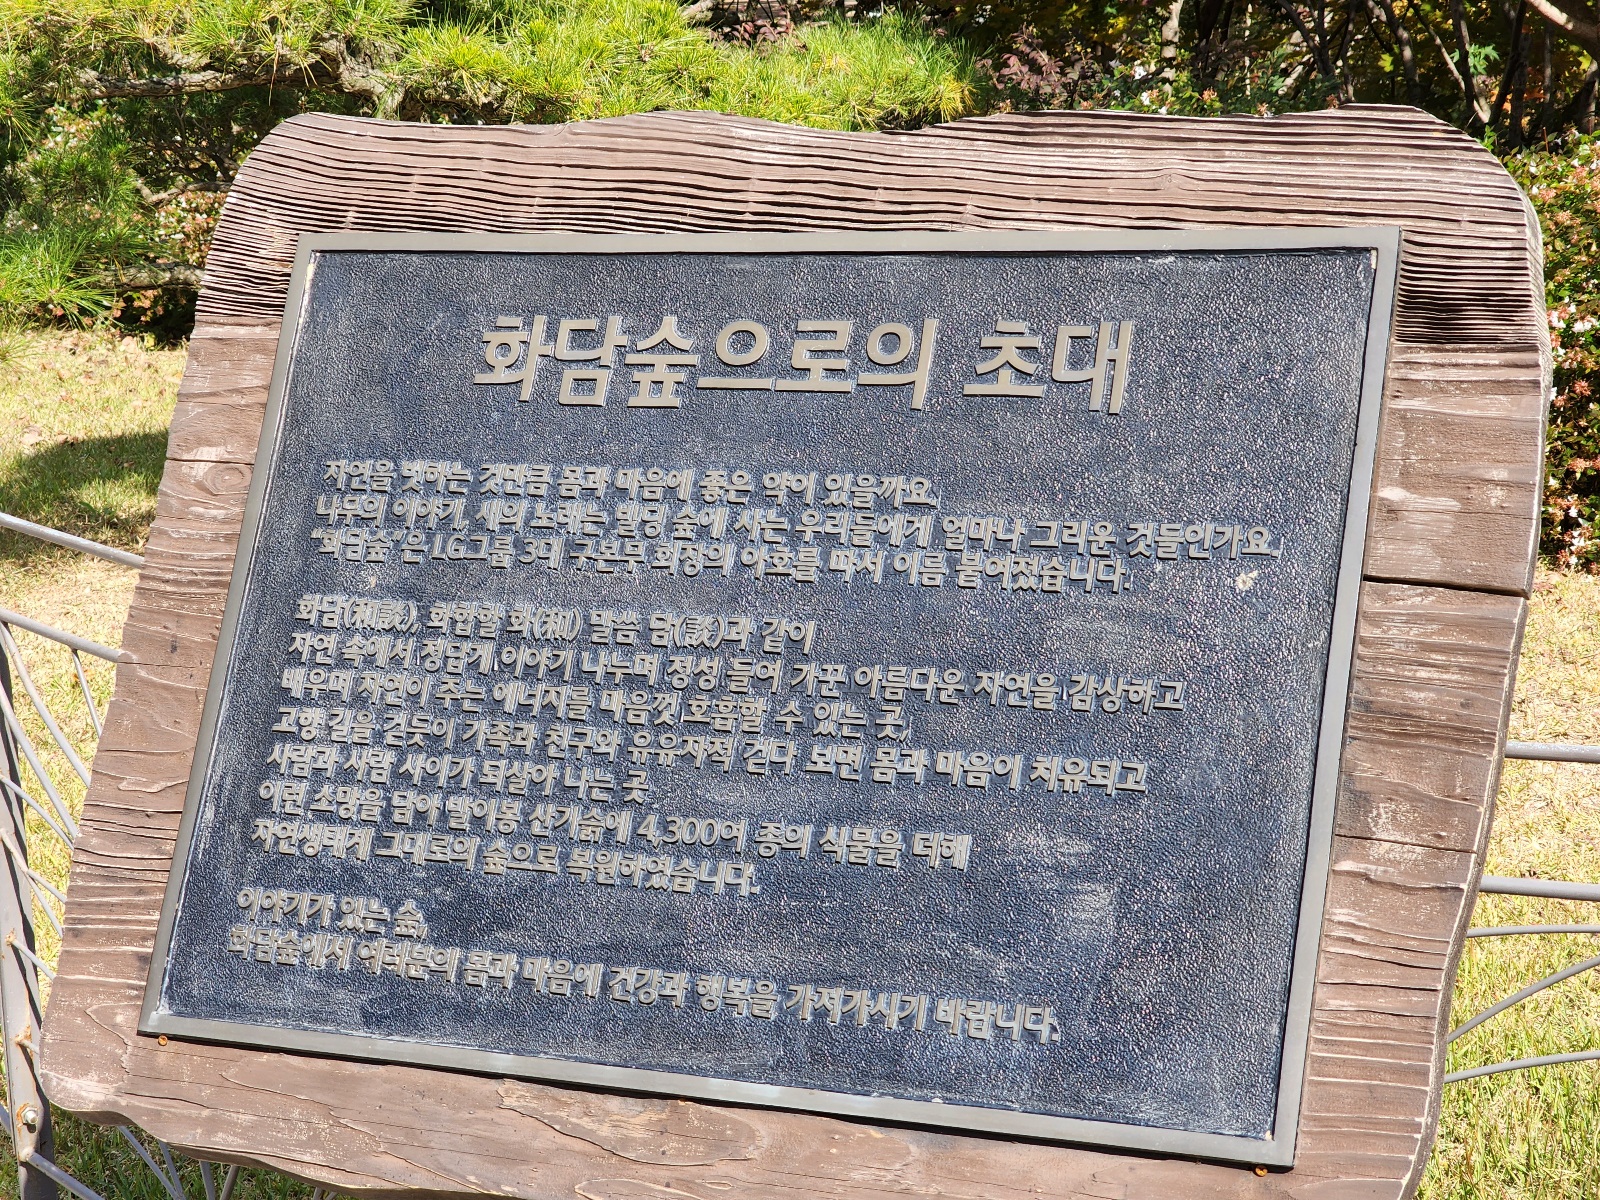 화담숲으로의 초대
자연을 벗하는 것만큼 몸과 마음에 좋은 약이 있을까요.
나무의 이야기, 새의 노래는 빌딩 숲에 사는 우리들에게 얼마나 그리운 것들인가요.
“화담숲”은 LG그룹 3대 구본무 회장의 아호를 따서 이름 붙여졌습니다.
화담(和談), 화합할 화(和) 말씀 담(談)과 같이
자연 속에서 정답게 이야기 나누며 정성 들여 가꾼 아름다운 자연을 감상하고
배우며 자연이 주는 에너지를 마음껏 호흡할 수 있는 곳,
고향 길을 걷듯이 가족과 친구와 유유자적 걷다 보면 몸과 마음이 치유되고
사람과 사람 사이가 되살아 나는 곳
이런 소망을 담아 발이봉 산기슭에 4,300여 종의 식물을 더해
자연생태계 그대로의 숲으로 복원하였습니다.
이야기가 있는 숲,
화담숲에서 여러분의 몸과 마음에 건강과 행복을 가져가시기 바랍니다.